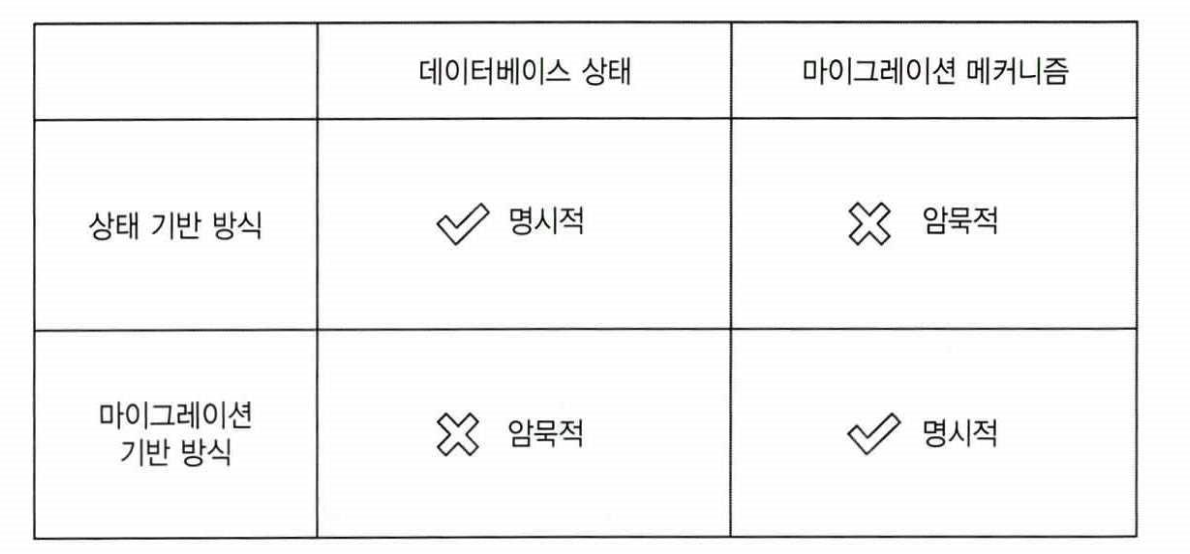 데이터베이스 상태
마이그레이션 메커니즘
상태 기반 방식
명시적
암묵적
마이그레이션
기반 방식
암묵적
명시적